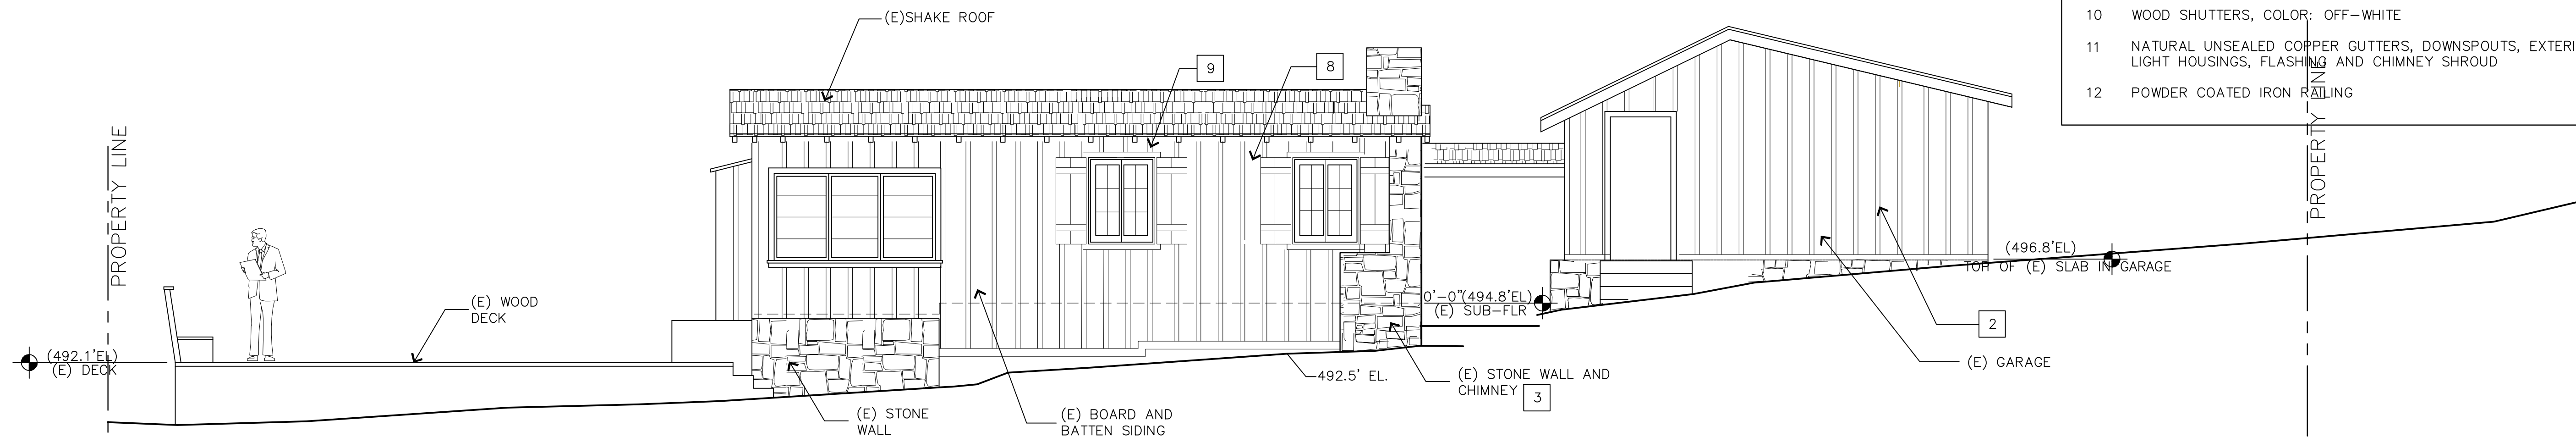 (E)SHAKE ROOF
9
8
10 WOOD SHUTTERS, COLOR: OFF-WHITE
11 NATURAL UNSEALED COPPER GUTTERS, DOWNSPOUTS, EXTERI
LIGHT HOUSINGS, FLASHING AND CHIMNEY SHROUD
12 POWDER COATED IRON RAILING
PROPERTY LINE
PROPERTY LINE
PROPERTY LINE
(496.8'EL)
TOP OF (E) SLAB IN GARAGE
0'-0"(494.8'EL)
(E) SUB-FLR
(E) WOOD
DECK
2
(492.1'EL)
(E) DECK
(E) GARAGE
492.5' EL.
(E) STONE WALL AND
CHIMNEY 3
(E) STONE
WALL
(E) BOARD AND
BATTEN SIDING